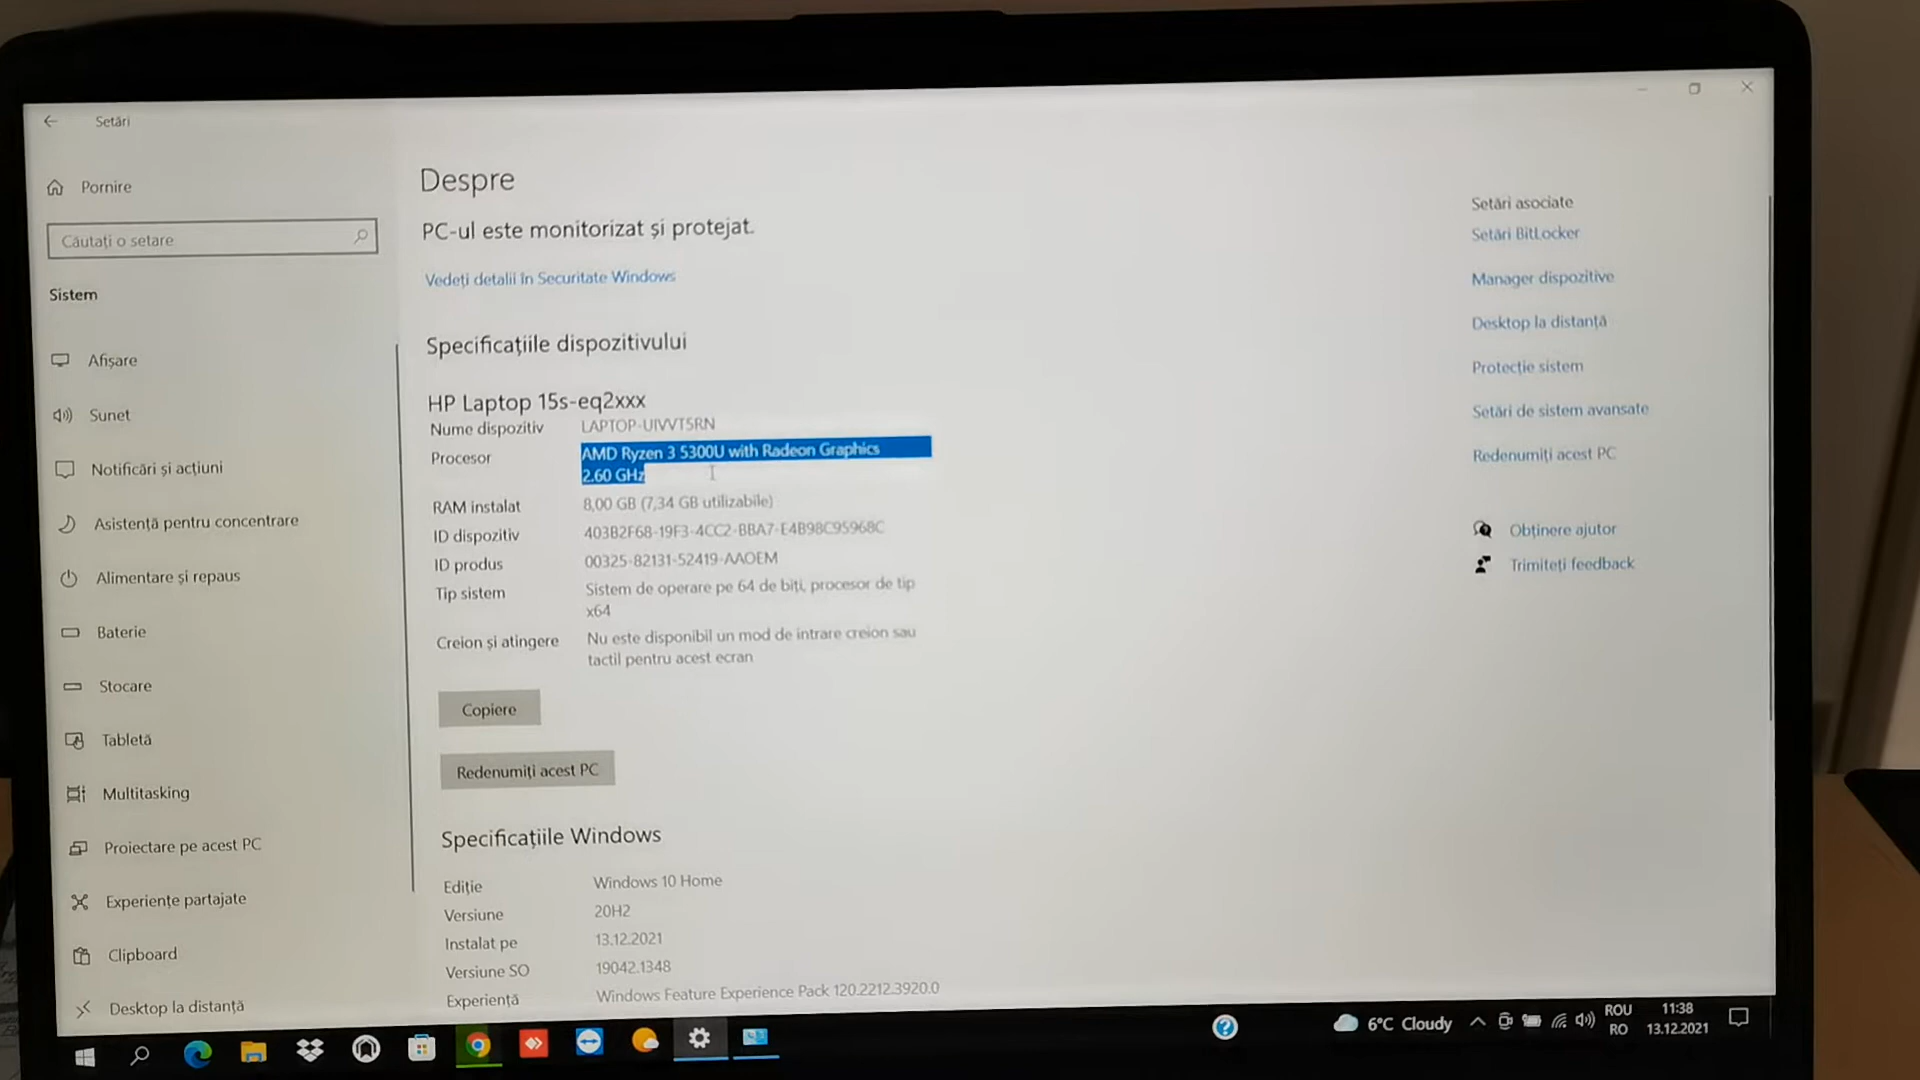 Setări
Pornire
Căutați o setare
Sistem
Afișare
Sunet
Notificări și acțiuni
Asistență pentru concentrare
Alimentare și repaus
Baterie
Stocare
Tabletă
Multitasking
Proiectare pe acest PC
Experiențe partajate
Clipboard
Desktop la distanță
Despre
PC-ul este monitorizat și protejat.
Vedeți detalii în Securitate Windows
Specificațiile dispozitivului
HP Laptop 15s-eq2xxx
Nume dispozitiv LAPTOP-UIVVT5RN
Procesor AMD Ryzen 3 5300U with Radeon Graphics
2.60 GHz
RAM instalat 8,00 GB (7,34 GB utilizabile)
ID dispozitiv 403B2F68-19F3-4CC2-BBA7-E4B98C95968C
ID produs 00325-82131-52419-AAOEM
Tip sistem Sistem de operare pe 64 de biți, procesor de tip
x64
Creion și atingere Nu este disponibil un mod de intrare creion sau
tactil pentru acest ecran
Copiere
Redenumiți acest PC
Specificațiile Windows
Ediție Windows 10 Home
Versiune 20H2
Instalat pe 13.12.2021
Versiune SO 19042.1348
Experiență Windows Feature Experience Pack 120.2212.3920.0
Setări asociate
Setări BitLocker
Manager dispozitive
Desktop la distanță
Protecție sistem
Setări de sistem avansate
Redenumiți acest PC
Obținere ajutor
Trimiteți feedback
6°C Cloudy
ROU
RO
11:38
13.12.2021